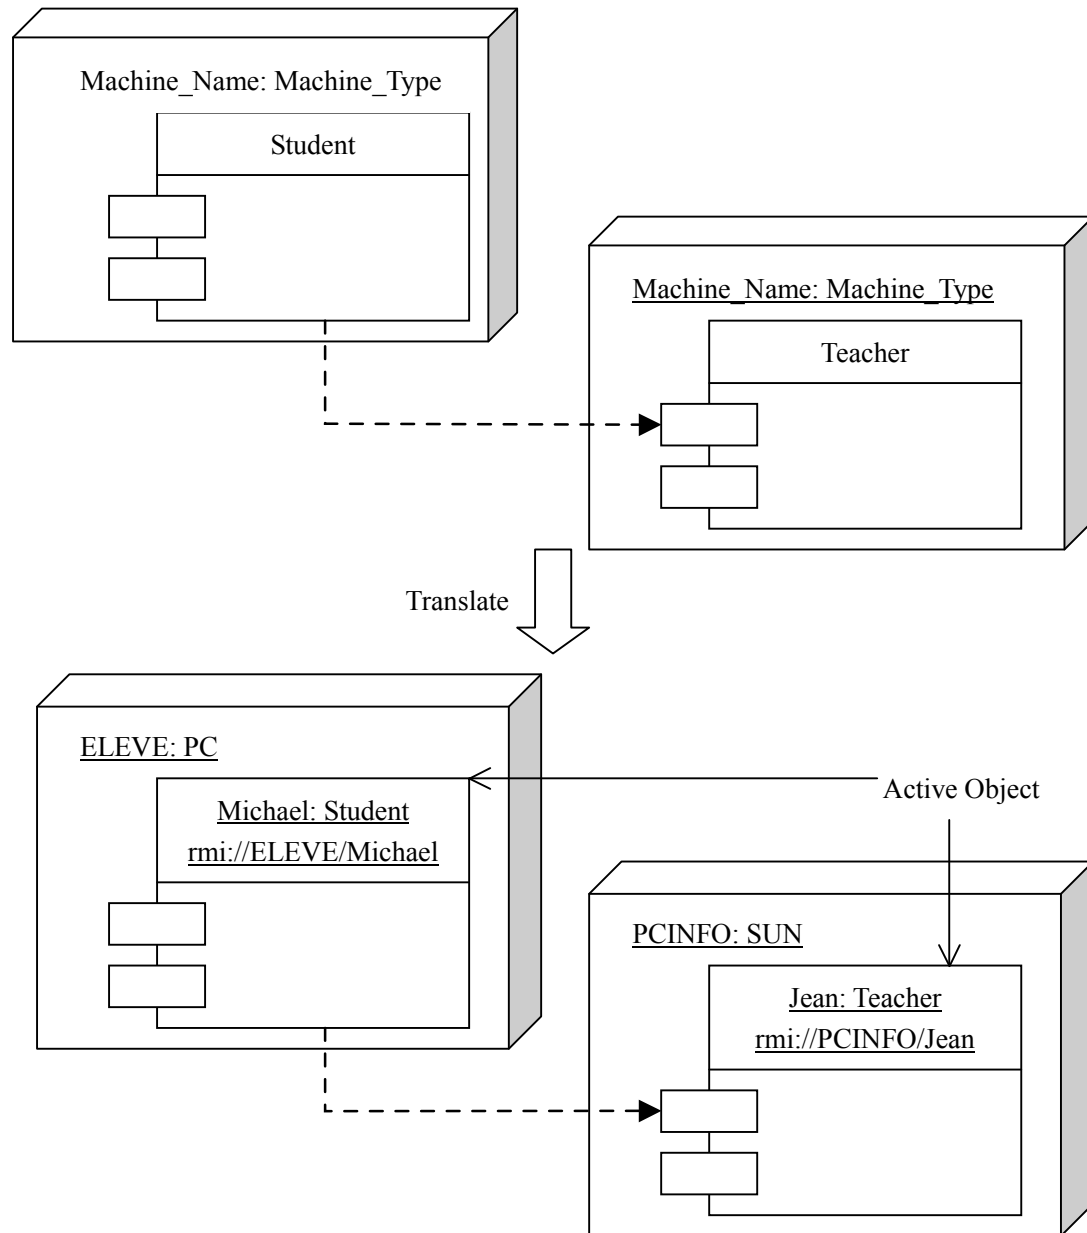 Machine_Name: Machine_Type
Student
Machine_Name: Machine_Type
Teacher
Translate
ELEVE: PC
Michael: Student
rmi://ELEVE/Michael
Active Object
PCINFO: SUN
Jean: Teacher
rmi://PCINFO/Jean